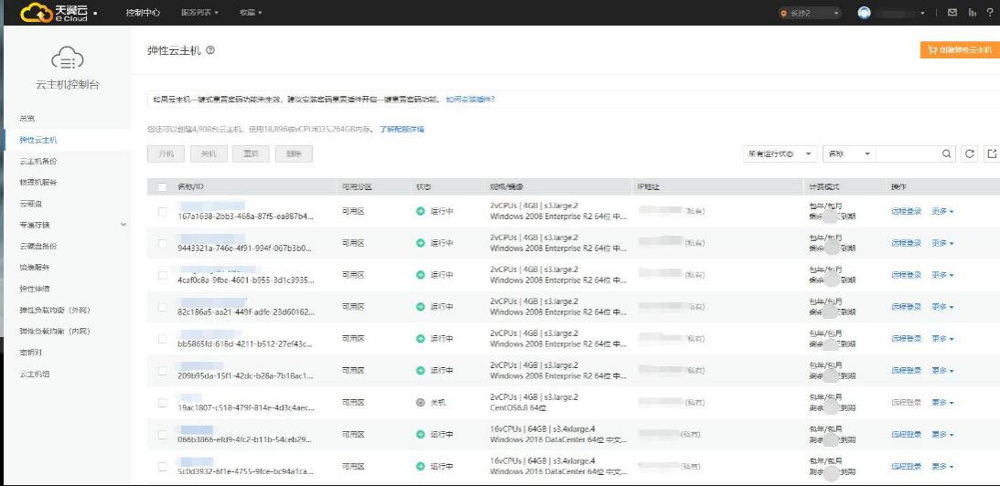 天翼云
e Cloud
控制中心 服务列表 收藏
长沙2
云主机控制台
总览
弹性云主机
云主机备份
物理机服务
云硬盘
专属存储
云硬盘备份
镜像服务
弹性伸缩
弹性负载均衡（外网）
弹性负载均衡（内网）
密钥对
云主机组
弹性云主机
创建弹性云主机
如果云主机一键式重置密码功能未生效，建议安装密码重置插件开启一键重置密码功能。 如何安装插件?
您还可以创建4,908台云主机，使用18,896核vCPU和35,264GB内存。 了解配额详情
开机 关机 重启 删除
所有运行状态 名称
名称/ID 可用分区 状态 规格/镜像 IP地址 计费模式 操作
2vCPUs | 4GB | s3.large.2 包年/包月
167a1638-2bb3-468a-87f5-ea887b4... 可用区 运行中 Windows 2008 Enterprise R2 64位 中... (私有) 剩余 天到期 远程登录 更多
2vCPUs | 4GB | s3.large.2 包年/包月
9443321a-746e-4f91-994f-067b3b0... 可用区 运行中 Windows 2008 Enterprise R2 64位 中... (私有) 剩余 天到期 远程登录 更多
2vCPUs | 4GB | s3.large.2 包年/包月
4caf0c8a-9fbe-4601-b955-3d1c3935... 可用区 运行中 Windows 2008 Enterprise R2 64位 中... (私有) 剩余 天到期 远程登录 更多
2vCPUs | 4GB | s3.large.2 包年/包月
82c186a5-aa21-449f-adfe-23d60162... 可用区 运行中 Windows 2008 Enterprise R2 64位 中... (私有) 剩余 天到期 远程登录 更多
2vCPUs | 4GB | s3.large.2 包年/包月
bb5865fd-618d-4211-b512-27ef43c... 可用区 运行中 Windows 2008 Enterprise R2 64位 中... (私有) 剩余 天到期 远程登录 更多
2vCPUs | 4GB | s3.large.2 包年/包月
209b95da-15f1-42dc-b28a-7b18ac1... 可用区 运行中 Windows 2008 Enterprise R2 64位 中... (私有) 剩余 天到期 远程登录 更多
2vCPUs | 4GB | s3.large.2 包年/包月
19ac1807-c518-479f-814e-4d3c4aec... 可用区 关机 CentOS6.8 64位 (私有) 剩余 天到期 远程登录 更多
16vCPUs | 64GB | s3.4xlarge.4 包年/包月
066b3866-efd9-4fc2-b11b-54ceb29... 可用区 运行中 Windows 2016 DataCenter 64位 中文... (私有) 剩余 天到期 远程登录 更多
16vCPUs | 64GB | s3.4xlarge.4 包年/包月
5c0d3932-6f1e-4755-9fce-bc94a1ca... 可用区 运行中 Windows 2016 DataCenter 64位 中文... (私有) 剩余 天到期 远程登录 更多